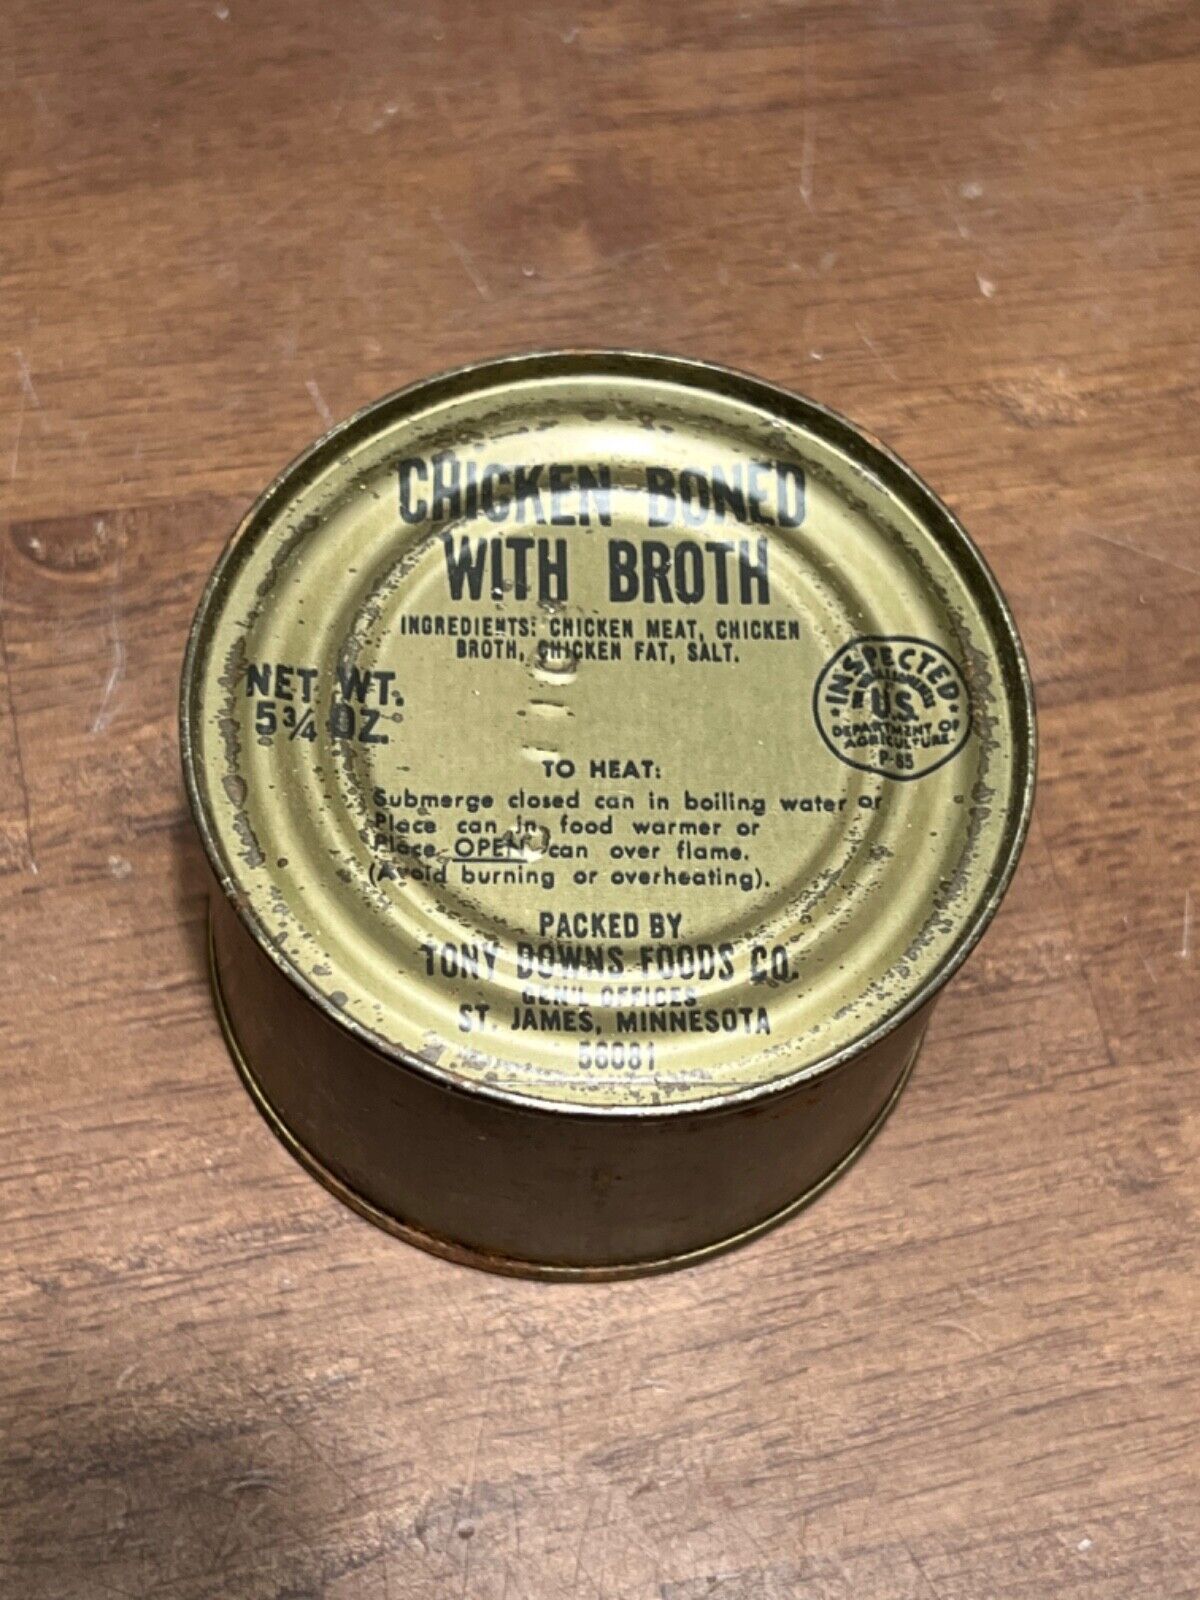 CHICKEN BONED
WITH BROTH
INGREDIENTS: CHICKEN MEAT, CHICKEN
BROTH, CHICKEN FAT, SALT.
NET WT.
5¾ OZ.
INSPECTED
U.S.
DEPARTMENT OF
AGRICULTURE
P-65
TO HEAT:
Submerge closed can in boiling water or
Place can in food warmer or
Place OPEN can over flame.
(Avoid burning or overheating).
PACKED BY
TONY DOWNS FOODS CO.
GEN'L OFFICES
ST. JAMES, MINNESOTA
56081